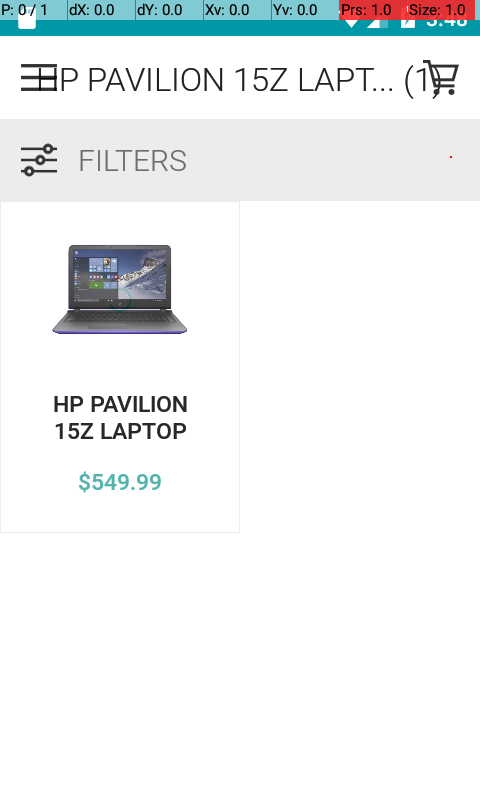 P: 0 / 1 dX: 0.0 dY: 0.0 Xv: 0.0 Yv: 0.0 Prs: 1.0 Size: 1.0
5:48
HP PAVILION 15Z LAPT... (1)
FILTERS
HP PAVILION
15Z LAPTOP
$549.99